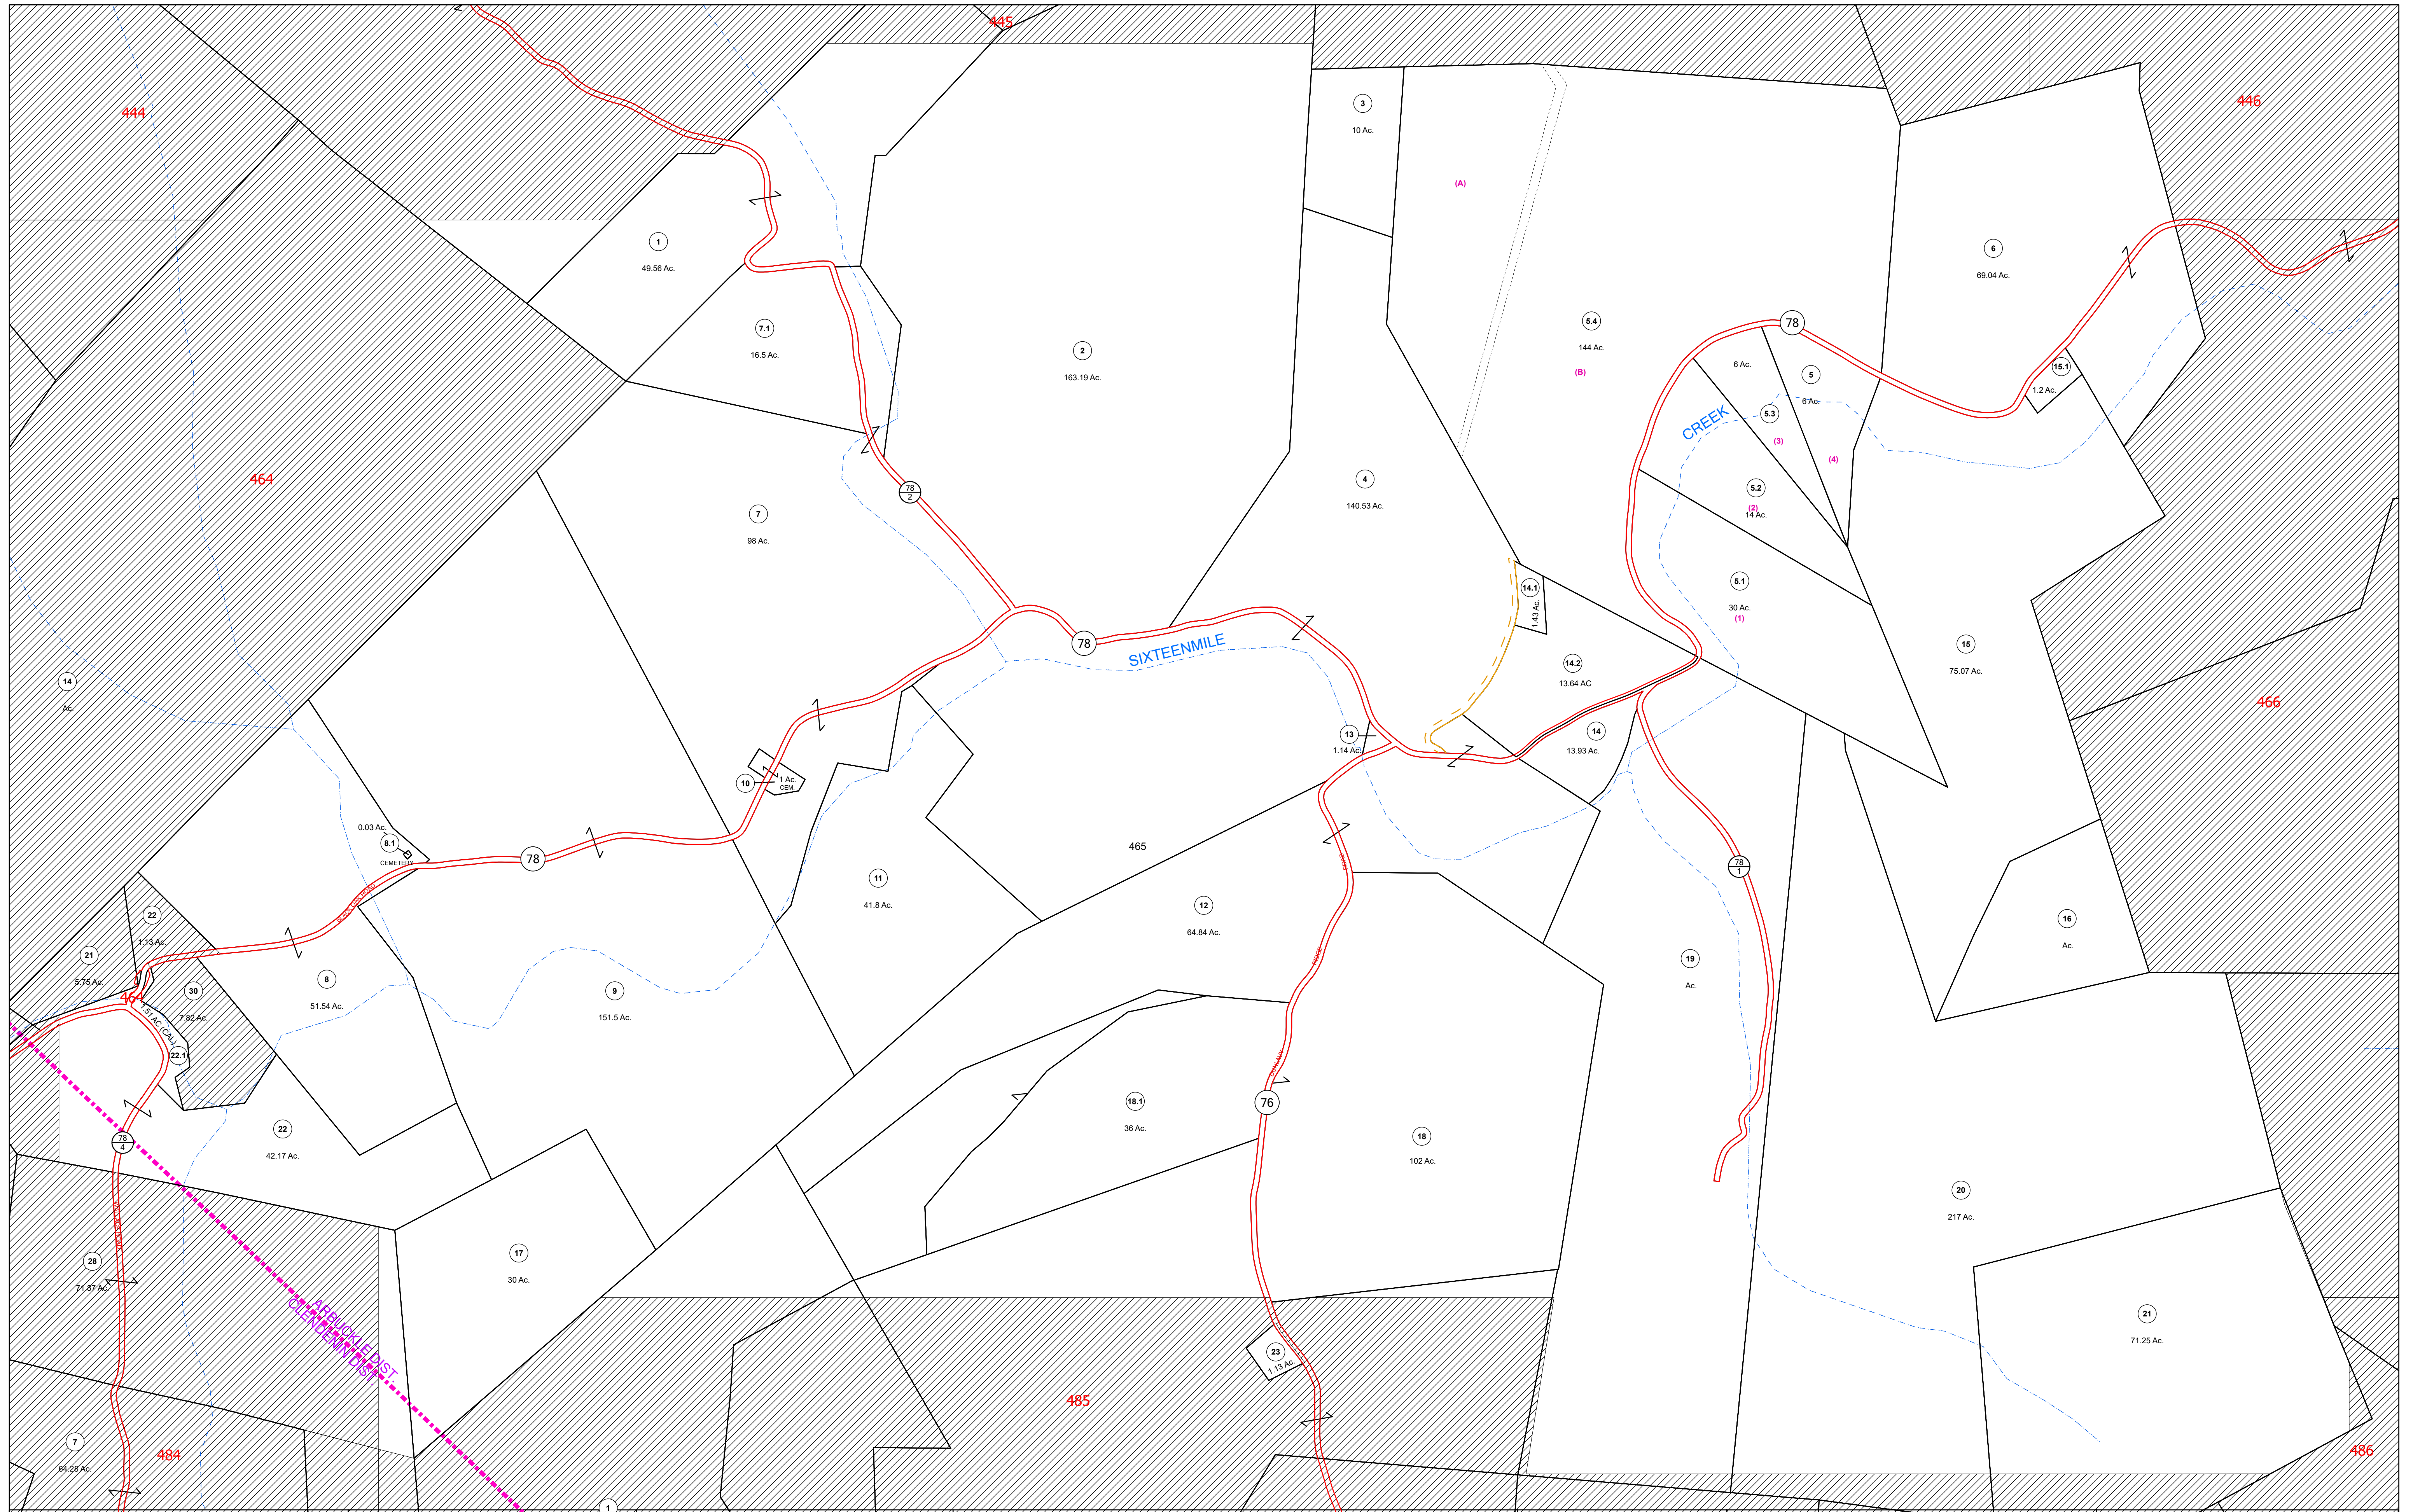 445
444
446
3
10 Ac.
(A)
1
49.56 Ac.
6
69.04 Ac.
7.1
16.5 Ac.
2
163.19 Ac.
5.4
144 Ac.
(B)
78
6 Ac.
5
6 Ac.
15.1
1.2 Ac.
5.3
CREEK
(3)
(4)
464
4
140.53 Ac.
78
2
5.2
(2)
14 Ac.
7
98 Ac.
14.1
1.43 Ac.
5.1
30 Ac.
(1)
78
SIXTEENMILE
15
75.07 Ac.
14.2
13.64 AC
14
Ac.
466
13
1.14 Ac.
14
13.93 Ac.
10
1 Ac.
CEM.
0.03 Ac.
8.1
CEMETERY
78
465
78
1
11
41.8 Ac.
12
64.84 Ac.
22
1.13 Ac.
16
Ac.
21
5.75 Ac.
19
Ac.
RIDGE
464
30
7.82 Ac.
8
51.54 Ac.
9
151.5 Ac.
22.1
18.1
36 Ac.
76
22
42.17 Ac.
78
4
18
102 Ac.
20
217 Ac.
28
71.87 Ac.
17
30 Ac.
ARBUCKLE DIST.
CLENDENIN DIST.
21
71.25 Ac.
23
1.13 Ac.
485
7
64.28 Ac.
484
486
1